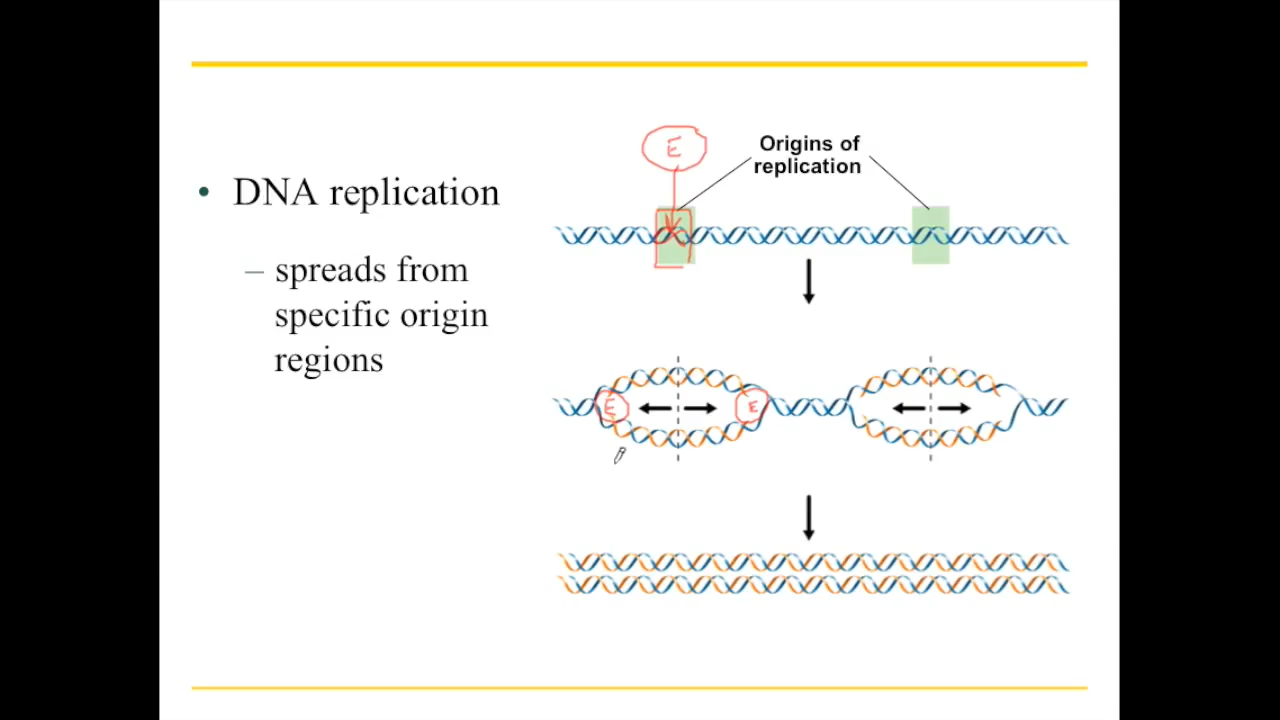 • DNA replication
– spreads from
specific origin
regions
E
Origins of
replication
E
E